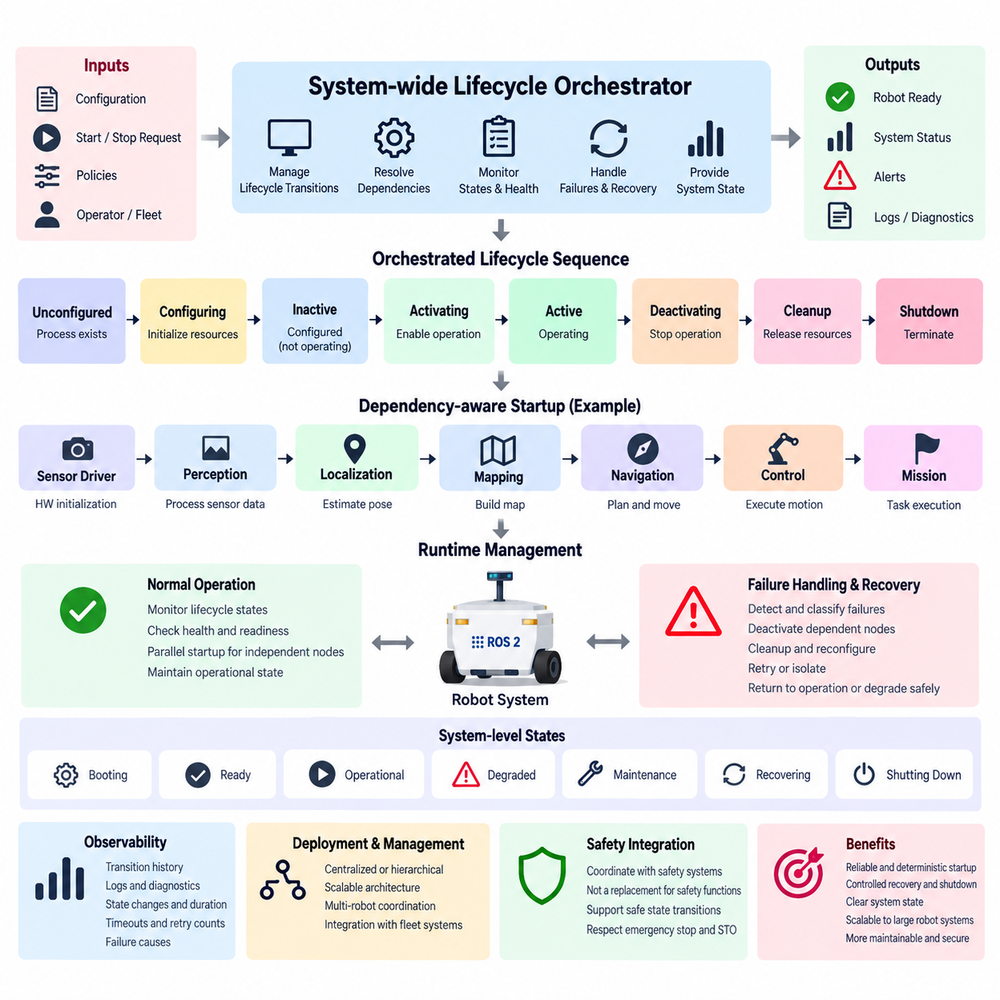 Inputs
Configuration
Start / Stop Request
Policies
Operator / Fleet
System-wide Lifecycle Orchestrator
Manage
Lifecycle Transitions
Resolve
Dependencies
Monitor
States & Health
Handle
Failures & Recovery
Provide
System State
Outputs
Robot Ready
System Status
Alerts
Logs / Diagnostics
Orchestrated Lifecycle Sequence
Unconfigured
Process exists
Configuring
Initialize resources
Inactive
Configured
(not operating)
Activating
Enable operation
Active
Operating
Deactivating
Stop operation
Cleanup
Release resources
Shutdown
Terminate
Dependency-aware Startup (Example)
Sensor Driver
HW initialization
Perception
Process sensor data
Localization
Estimate pose
Mapping
Build map
Navigation
Plan and move
Control
Execute motion
Mission
Task execution
Runtime Management
Normal Operation
Monitor lifecycle states
Check health and readiness
Parallel startup for independent nodes
Maintain operational state
ROS 2
Robot System
Failure Handling & Recovery
Detect and classify failures
Deactivate dependent nodes
Cleanup and reconfigure
Retry or isolate
Return to operation or degrade safely
System-level States
Booting
Ready
Operational
Degraded
Maintenance
Recovering
Shutting Down
Observability
Transition history
Logs and diagnostics
State changes and duration
Timeouts and retry counts
Failure causes
Deployment & Management
Centralized or hierarchical
Scalable architecture
Multi-robot coordination
Integration with fleet systems
Safety Integration
Coordinate with safety systems
Not a replacement for safety functions
Support safe state transitions
Respect emergency stop and STO
Benefits
Reliable and deterministic startup
Controlled recovery and shutdown
Clear system state
Scalable to large robot systems
More maintainable and secure